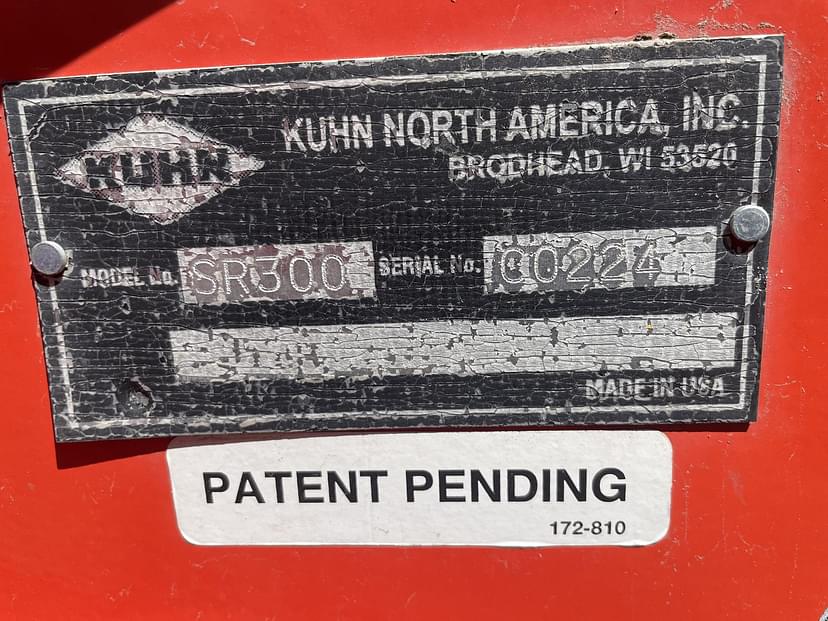 KUHN
KUHN NORTH AMERICA, INC.
BRODHEAD, WI 53520
MODEL No. SR300 SERIAL No. C0224
MADE IN USA
PATENT PENDING
172-810